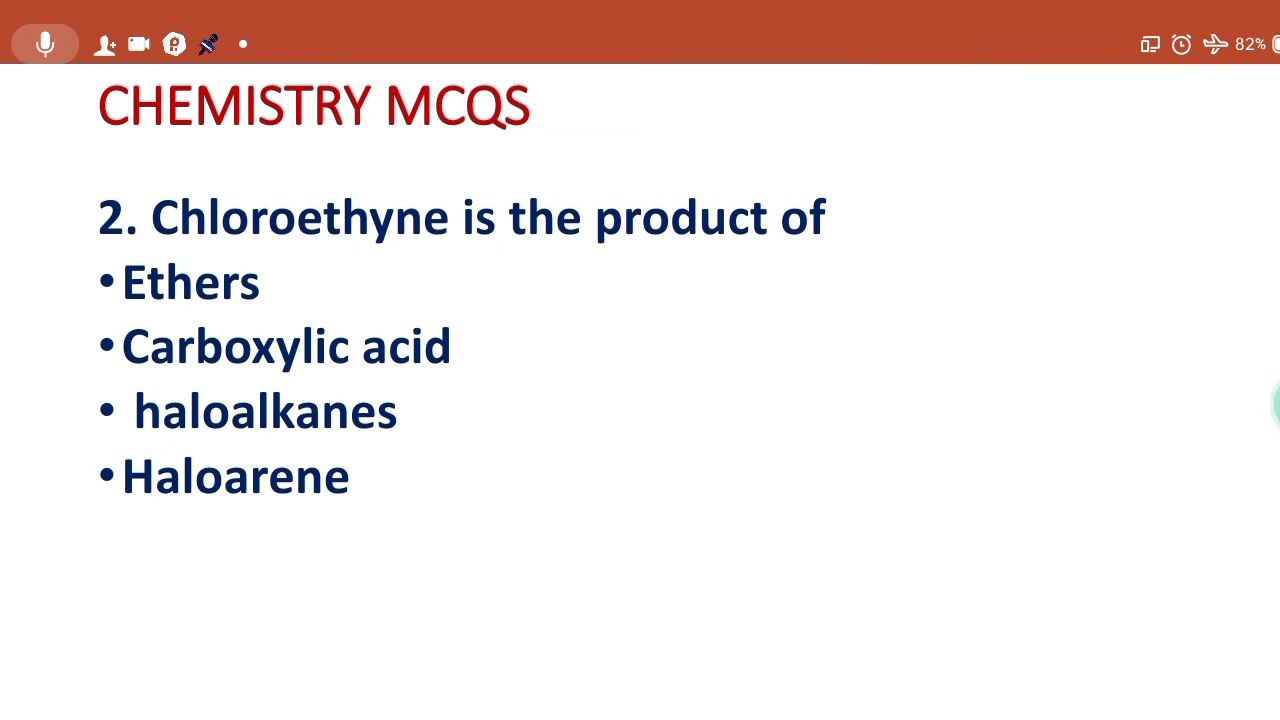 82%
CHEMISTRY MCQS
2. Chloroethyne is the product of
•Ethers
•Carboxylic acid
• haloalkanes
•Haloarene